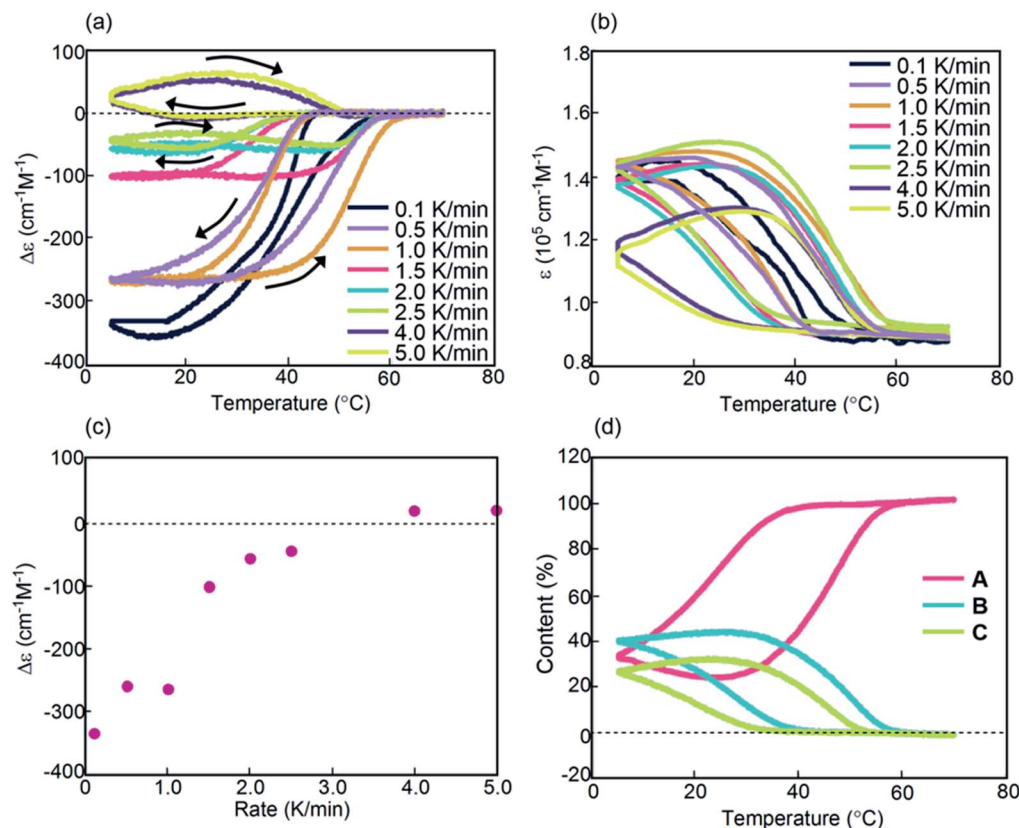 (a)
100
0
-100
-200
-300
-400
Δε (cm⁻¹M⁻¹)
0 20 40 60 80
Temperature (°C)
0.1 K/min
0.5 K/min
1.0 K/min
1.5 K/min
2.0 K/min
2.5 K/min
4.0 K/min
5.0 K/min
(b)
1.8
1.6
1.4
1.2
1.0
0.8
ε (10⁵ cm⁻¹M⁻¹)
0 20 40 60 80
Temperature (°C)
0.1 K/min
0.5 K/min
1.0 K/min
1.5 K/min
2.0 K/min
2.5 K/min
4.0 K/min
5.0 K/min
(c)
100
0
-100
-200
-300
-400
Δε (cm⁻¹M⁻¹)
0 1.0 2.0 3.0 4.0 5.0
Rate (K/min)
(d)
120
100
80
60
40
20
0
-20
Content (%)
0 20 40 60 80
Temperature (°C)
A
B
C